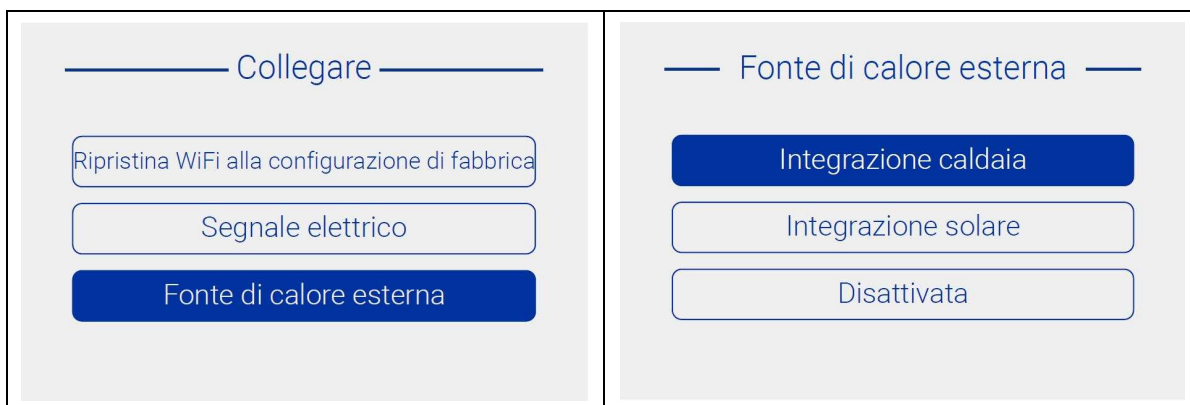 Collegare
Ripristina WiFi alla configurazione di fabbrica
Segnale elettrico
Fonte di calore esterna
Fonte di calore esterna
Integrazione caldaia
Integrazione solare
Disattivata